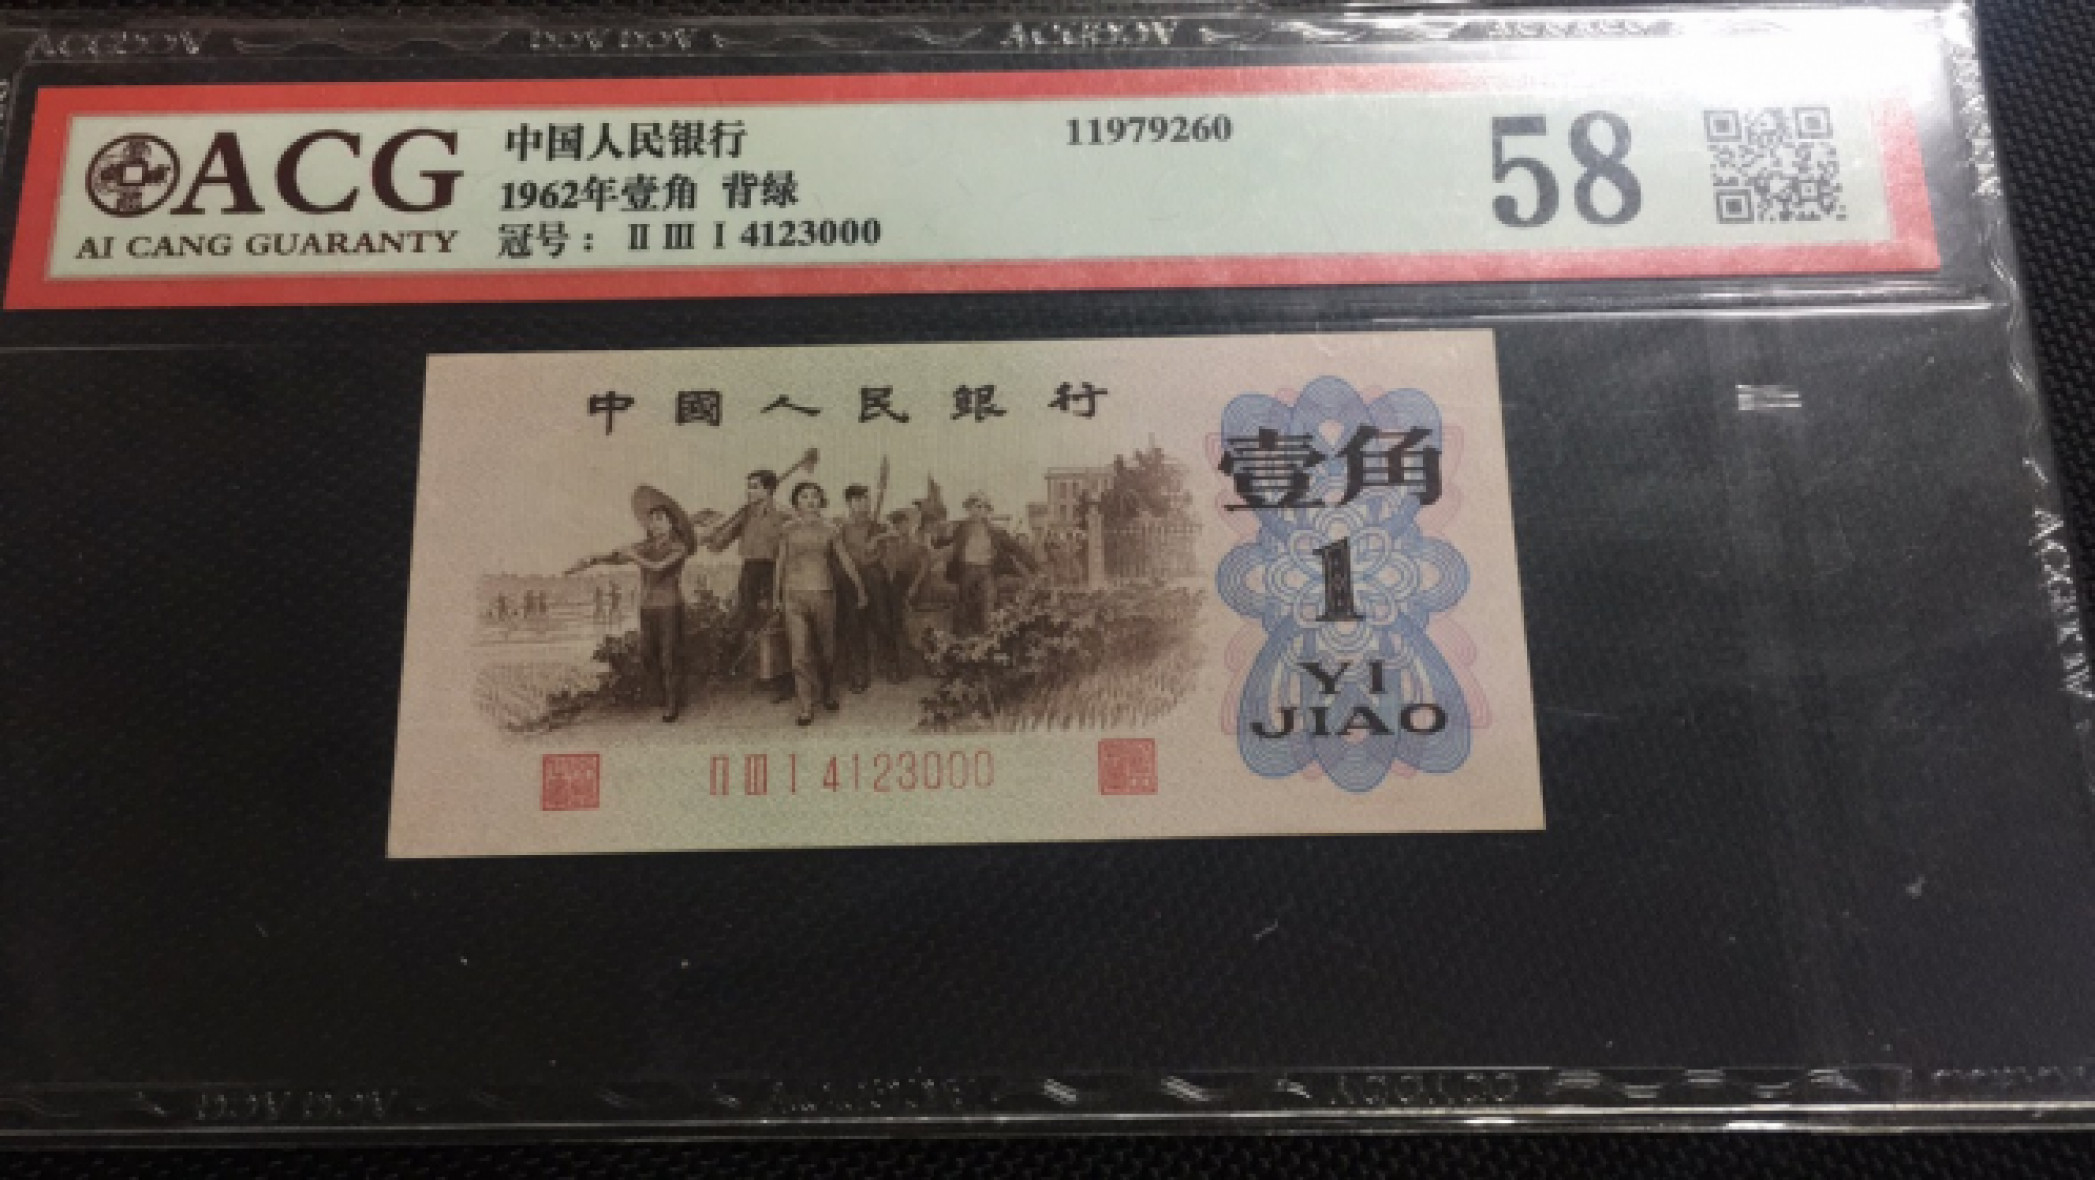 ACG
AI CANG GUARANTY
中国人民银行
1962年壹角 背绿
冠号： Ⅱ Ⅲ Ⅰ 4123000
11979260
58
中國人民銀行
壹角
1
YI
JIAO
Ⅱ Ⅲ Ⅰ 4123000